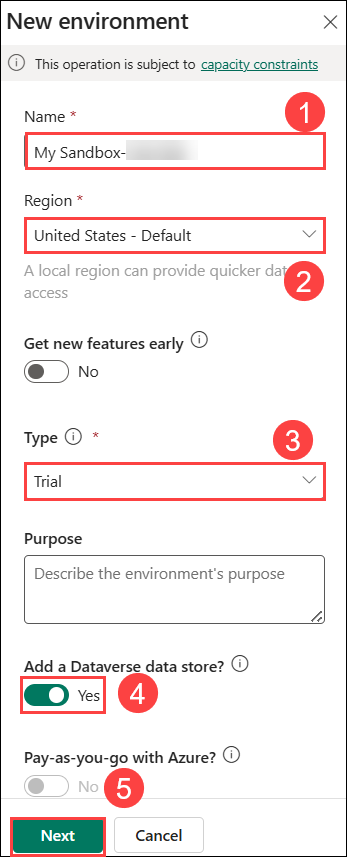 New environment
This operation is subject to capacity constraints
Name *
1
My Sandbox-
Region *
United States - Default
A local region can provide quicker dat
access
2
Get new features early
No
Type *
3
Trial
Purpose
Describe the environment's purpose
Add a Dataverse data store?
Yes
4
Pay-as-you-go with Azure?
No
5
Next
Cancel